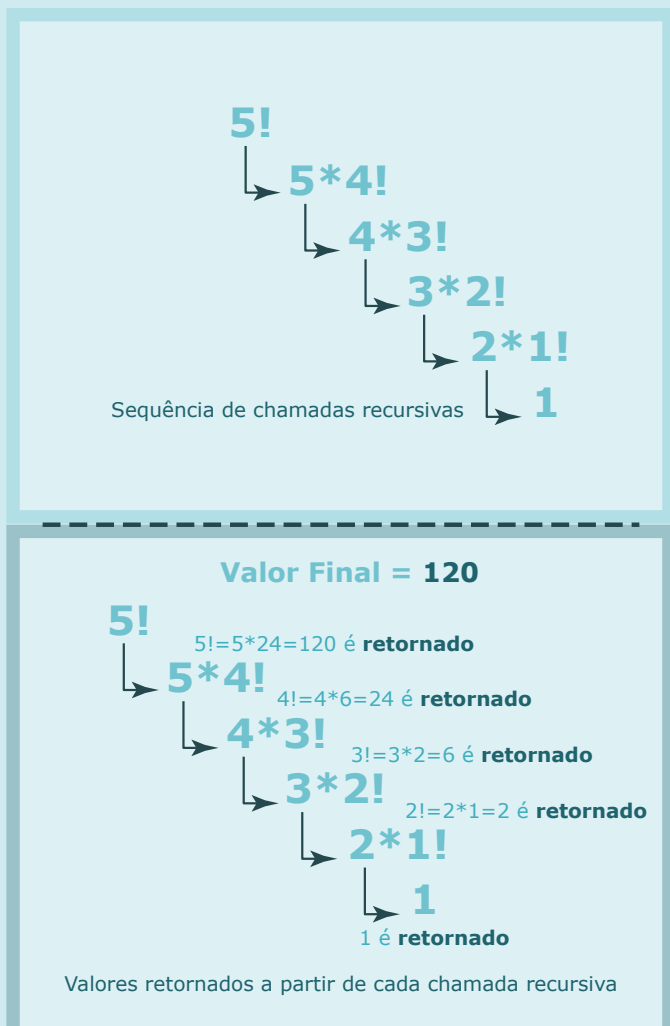 5!
5*4!
4*3!
3*2!
2*1!
1
Sequência de chamadas recursivas
Valor Final = 120
5!
5!=5*24=120 é retornado
5*4!
4!=4*6=24 é retornado
4*3!
3!=3*2=6 é retornado
3*2!
2!=2*1=2 é retornado
2*1!
1
1 é retornado
Valores retornados a partir de cada chamada recursiva